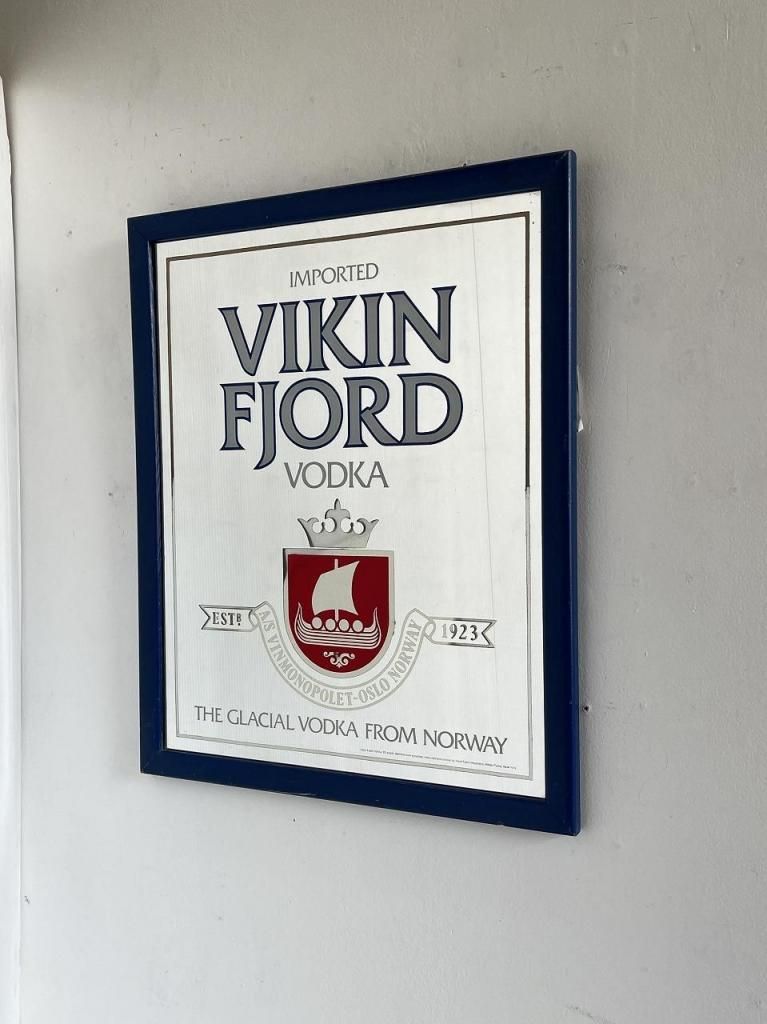 IMPORTED
VIKIN
FJORD
VODKA
ESTᴰ.
A/S VINMONOPOLET-OSLO NORWAY
1923
THE GLACIAL VODKA FROM NORWAY